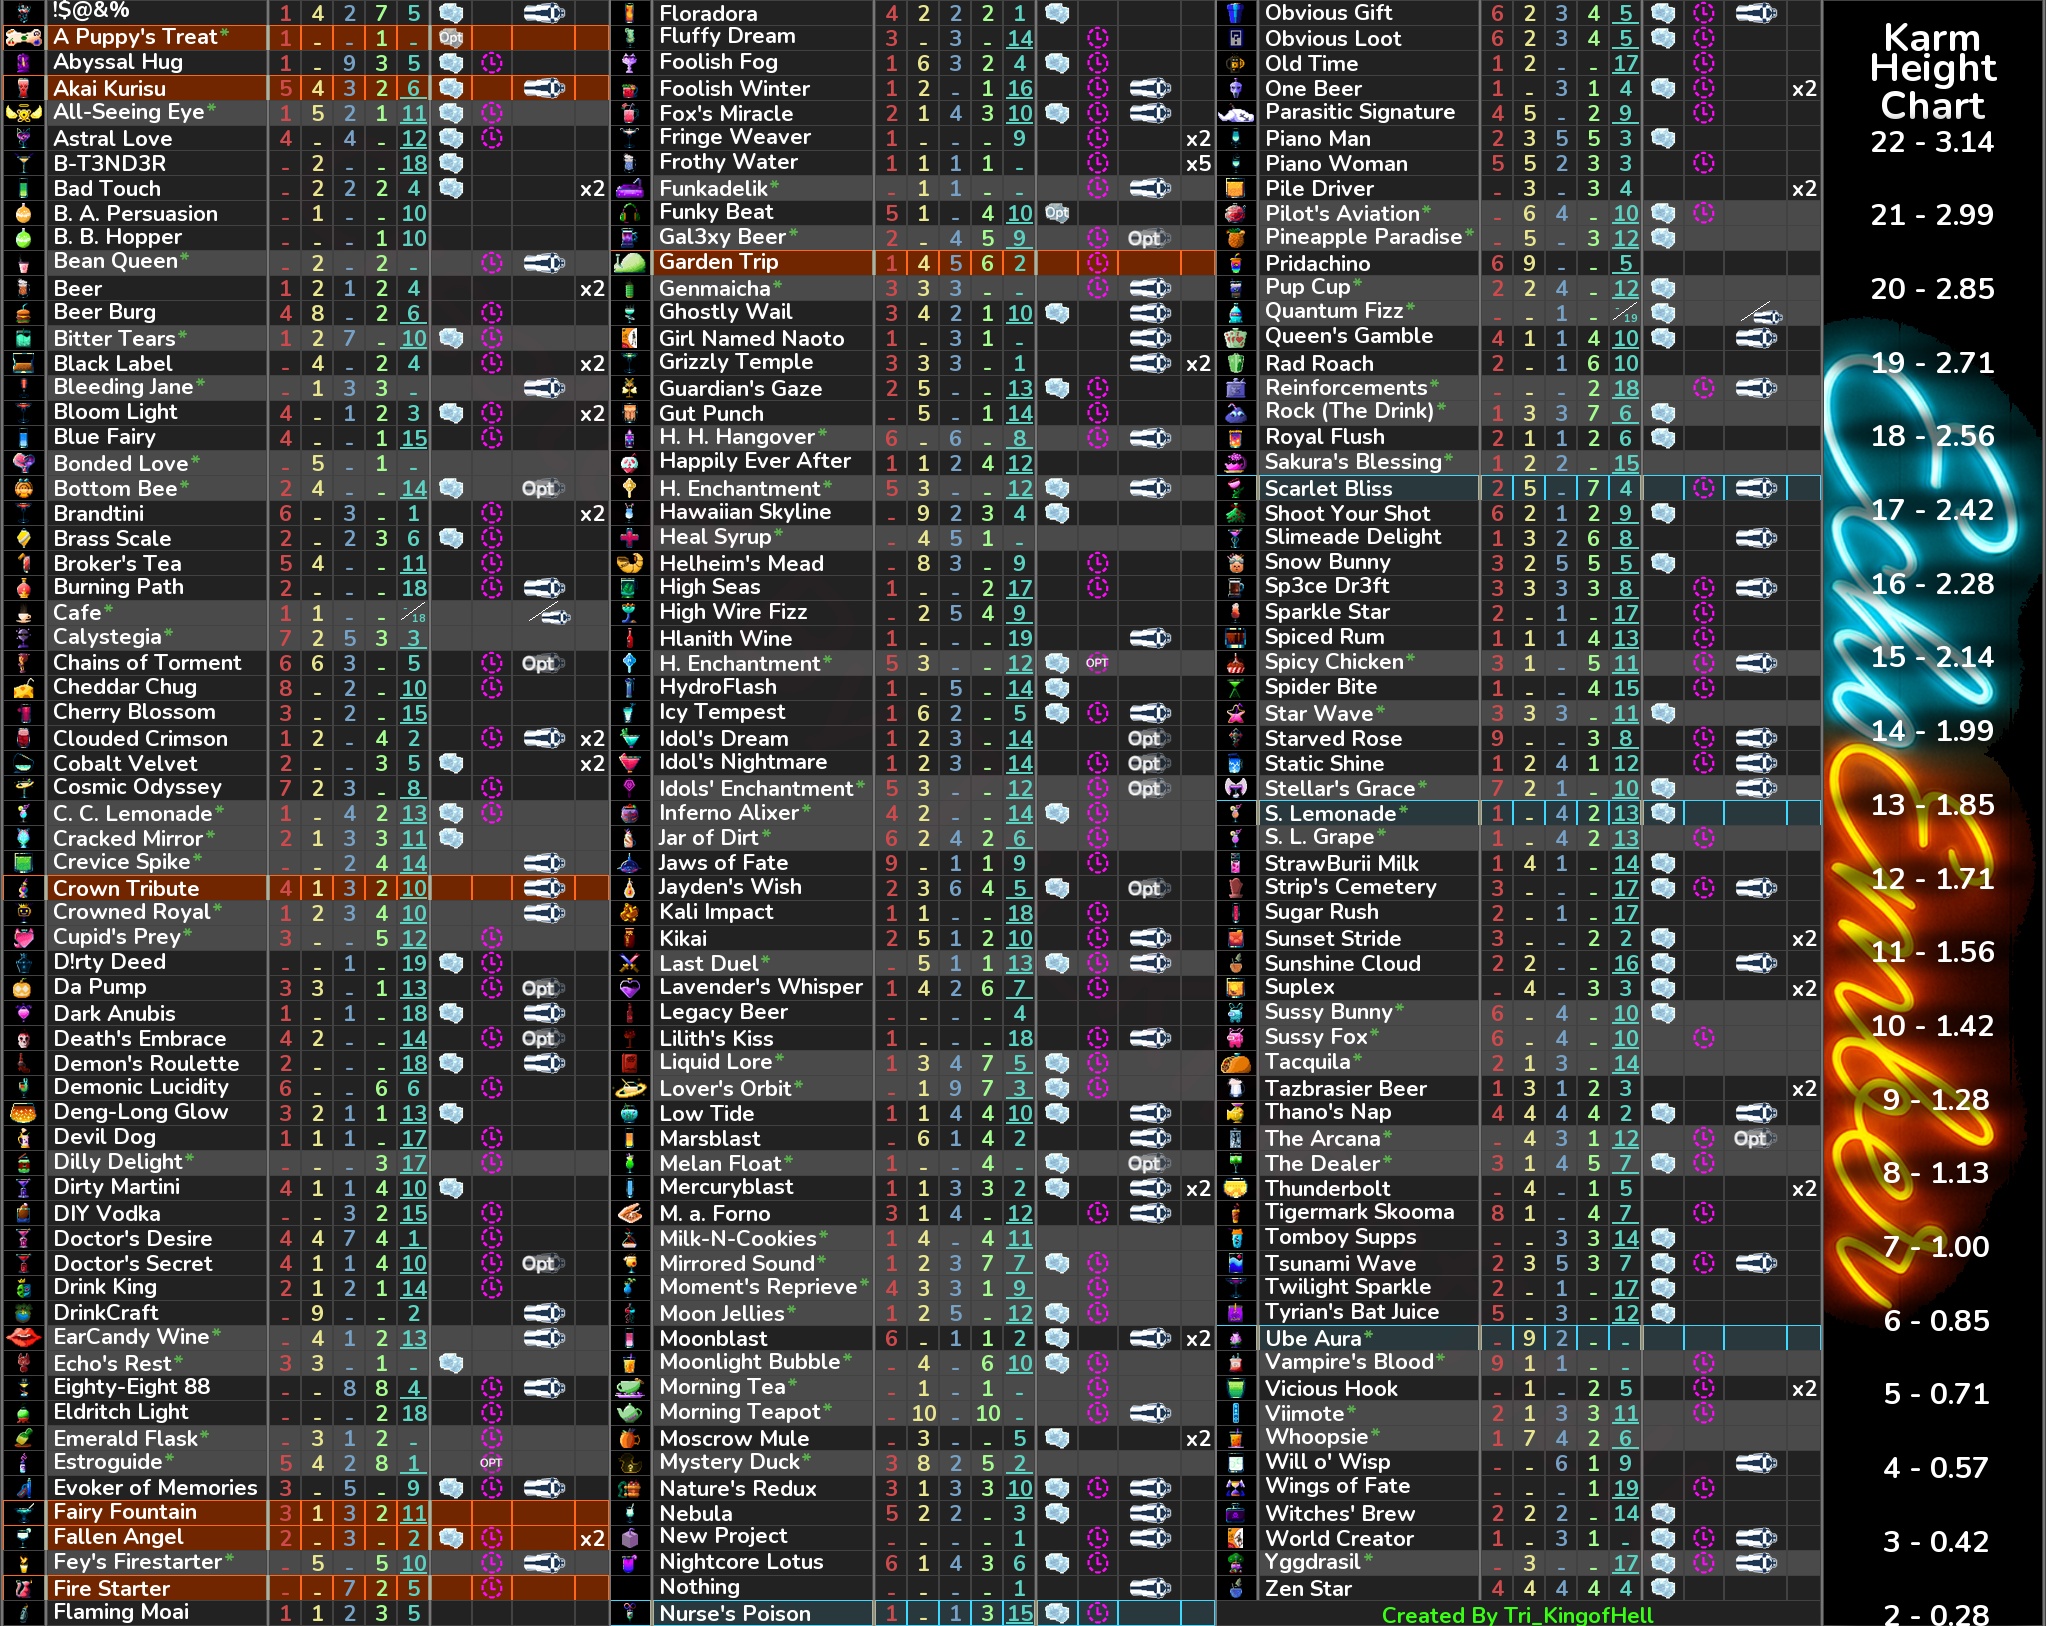 !$@&% 1 4 2 7 5
A Puppy's Treat* 1 - - 1 - Opt
Abyssal Hug 1 - 9 3 5
Akai Kurisu 5 4 3 2 6
All-Seeing Eye* 1 5 2 1 11
Astral Love 4 - 4 - 12
B-T3ND3R - 2 - - 18
Bad Touch - 2 2 2 4 x2
B. A. Persuasion - 1 - - 10
B. B. Hopper - - - 1 10
Bean Queen* - 2 - 2 -
Beer 1 2 1 2 4 x2
Beer Burg 4 8 - 2 6
Bitter Tears* 1 2 7 - 10
Black Label - 4 - 2 4 x2
Bleeding Jane* - 1 3 3 -
Bloom Light 4 - 1 2 3 x2
Blue Fairy 4 - - 1 15
Bonded Love* - 5 - 1 -
Bottom Bee* 2 4 - - 14 Opt
Brandtini 6 - 3 - 1 x2
Brass Scale 2 - 2 3 6
Broker's Tea 5 4 - - 11
Burning Path 2 - - - 18
Cafe* 1 1 - - -/18
Calystegia* 7 2 5 3 3
Chains of Torment 6 6 3 - 5 Opt
Cheddar Chug 8 - 2 - 10
Cherry Blossom 3 - 2 - 15
Clouded Crimson 1 2 - 4 2 x2
Cobalt Velvet 2 - - 3 5 x2
Cosmic Odyssey 7 2 3 - 8
C. C. Lemonade* 1 - 4 2 13
Cracked Mirror* 2 1 3 3 11
Crevice Spike* - - 2 4 14
Crown Tribute 4 1 3 2 10
Crowned Royal* 1 2 3 4 10
Cupid's Prey* 3 - - 5 12
D!rty Deed - - 1 - 19
Da Pump 3 3 - 1 13 Opt
Dark Anubis 1 - 1 - 18
Death's Embrace 4 2 - - 14 Opt
Demon's Roulette 2 - - - 18
Demonic Lucidity 6 - - 6 6
Deng-Long Glow 3 2 1 1 13
Devil Dog 1 1 1 - 17
Dilly Delight* - - - 3 17
Dirty Martini 4 1 1 4 10
DIY Vodka - - 3 2 15
Doctor's Desire 4 4 7 4 1
Doctor's Secret 4 1 1 4 10 Opt
Drink King 2 1 2 1 14
DrinkCraft - 9 - - 2
EarCandy Wine* - 4 1 2 13
Echo's Rest* 3 3 - 1 -
Eighty-Eight 88 - - 8 8 4
Eldritch Light - - - 2 18
Emerald Flask* - 3 1 2 -
Estroguide* 5 4 2 8 1 OPT
Evoker of Memories 3 - 5 - 9
Fairy Fountain 3 1 3 2 11
Fallen Angel 2 - 3 - 2 x2
Fey's Firestarter* - 5 - 5 10
Fire Starter - - 7 2 5
Flaming Moai 1 1 2 3 5
Floradora 4 2 2 2 1
Fluffy Dream 3 - 3 - 14
Foolish Fog 1 6 3 2 4
Foolish Winter 1 2 - 1 16
Fox's Miracle 2 1 4 3 10
Fringe Weaver 1 - - - 9 x2
Frothy Water 1 1 1 1 - x5
Funkadelik* - 1 1 - -
Funky Beat 5 1 - 4 10 Opt
Gal3xy Beer* 2 - 4 5 9 Opt
Garden Trip 1 4 5 6 2
Genmaicha* 3 3 3 - -
Ghostly Wail 3 4 2 1 10
Girl Named Naoto 1 - 3 1 -
Grizzly Temple 3 3 3 - 1 x2
Guardian's Gaze 2 5 - - 13
Gut Punch - 5 - 1 14
H. H. Hangover* 6 - 6 - 8
Happily Ever After 1 1 2 4 12
H. Enchantment* 5 3 - - 12
Hawaiian Skyline - 9 2 3 4
Heal Syrup* - 4 5 1 -
Helheim's Mead - 8 3 - 9
High Seas 1 - - 2 17
High Wire Fizz - 2 5 4 9
Hlanith Wine 1 - - - 19
H. Enchantment* 5 3 - - 12 OPT
HydroFlash 1 - 5 - 14
Icy Tempest 1 6 2 - 5
Idol's Dream 1 2 3 - 14 Opt
Idol's Nightmare 1 2 3 - 14 Opt
Idols' Enchantment* 5 3 - - 12 Opt
Inferno Alixer* 4 2 - - 14
Jar of Dirt* 6 2 4 2 6
Jaws of Fate 9 - 1 1 9
Jayden's Wish 2 3 6 4 5 Opt
Kali Impact 1 1 - - 18
Kikai 2 5 1 2 10
Last Duel* - 5 1 1 13
Lavender's Whisper 1 4 2 6 7
Legacy Beer - - - - 4
Lilith's Kiss 1 - - - 18
Liquid Lore* 1 3 4 7 5
Lover's Orbit* - 1 9 7 3
Low Tide 1 1 4 4 10
Marsblast - 6 1 4 2
Melan Float* 1 - - 4 - Opt
Mercuryblast 1 1 3 3 2 x2
M. a. Forno 3 1 4 - 12
Milk-N-Cookies* 1 4 - 4 11
Mirrored Sound* 1 2 3 7 7
Moment's Reprieve* 4 3 3 1 9
Moon Jellies* 1 2 5 - 12
Moonblast 6 - 1 1 2 x2
Moonlight Bubble* - 4 - 6 10
Morning Tea* - 1 - 1 -
Morning Teapot* - 10 - 10 -
Moscrow Mule - 3 - - 5 x2
Mystery Duck* 3 8 2 5 2
Nature's Redux 3 1 3 3 10
Nebula 5 2 2 - 3
New Project - - - - 1
Nightcore Lotus 6 1 4 3 6
Nothing - - - - 1
Nurse's Poison 1 - 1 3 15
Obvious Gift 6 2 3 4 5
Obvious Loot 6 2 3 4 5
Old Time 1 2 - - 17
One Beer 1 - 3 1 4 x2
Parasitic Signature 4 5 - 2 9
Piano Man 2 3 5 5 3
Piano Woman 5 5 2 3 3
Pile Driver - 3 - 3 4 x2
Pilot's Aviation* - 6 4 - 10
Pineapple Paradise* - 5 - 3 12
Pridachino 6 9 - - 5
Pup Cup* 2 2 4 - 12
Quantum Fizz* - - 1 - -/19
Queen's Gamble 4 1 1 4 10
Rad Roach 2 - 1 6 10
Reinforcements* - - - 2 18
Rock (The Drink)* 1 3 3 7 6
Royal Flush 2 1 1 2 6
Sakura's Blessing* 1 2 2 - 15
Scarlet Bliss 2 5 - 7 4
Shoot Your Shot 6 2 1 2 9
Slimeade Delight 1 3 2 6 8
Snow Bunny 3 2 5 5 5
Sp3ce Dr3ft 3 3 3 3 8
Sparkle Star 2 - 1 - 17
Spiced Rum 1 1 1 4 13
Spicy Chicken* 3 1 - 5 11
Spider Bite 1 - - 4 15
Star Wave* 3 3 3 - 11
Starved Rose 9 - - 3 8
Static Shine 1 2 4 1 12
Stellar's Grace* 7 2 1 - 10
S. Lemonade* 1 - 4 2 13
S. L. Grape* 1 - 4 2 13
StrawBurii Milk 1 4 1 - 14
Strip's Cemetery 3 - - - 17
Sugar Rush 2 - 1 - 17
Sunset Stride 3 - - 2 2 x2
Sunshine Cloud 2 2 - - 16
Suplex - 4 - 3 3 x2
Sussy Bunny* 6 - 4 - 10
Sussy Fox* 6 - 4 - 10
Tacquila* 2 1 3 - 14
Tazbrasier Beer 1 3 1 2 3 x2
Thano's Nap 4 4 4 4 2
The Arcana* - 4 3 1 12 Opt
The Dealer* 3 1 4 5 7
Thunderbolt - 4 - 1 5 x2
Tigermark Skooma 8 1 - 4 7
Tomboy Supps - - 3 3 14
Tsunami Wave 2 3 5 3 7
Twilight Sparkle 2 - 1 - 17
Tyrian's Bat Juice 5 - 3 - 12
Ube Aura* - 9 2 - -
Vampire's Blood* 9 1 1 - -
Vicious Hook - 1 - 2 5 x2
Viimote* 2 1 3 3 11
Whoopsie* 1 7 4 2 6
Will o' Wisp - - 6 1 9
Wings of Fate - - - 1 19
Witches' Brew 2 2 2 - 14
World Creator 1 - 3 1 -
Yggdrasil* - 3 - - 17
Zen Star 4 4 4 4 4
Created By Tri_KingofHell
Karm
Height
Chart
22 - 3.14
21 - 2.99
20 - 2.85
19 - 2.71
18 - 2.56
17 - 2.42
16 - 2.28
15 - 2.14
14 - 1.99
13 - 1.85
12 - 1.71
11 - 1.56
10 - 1.42
9 - 1.28
8 - 1.13
7 - 1.00
6 - 0.85
5 - 0.71
4 - 0.57
3 - 0.42
2 - 0.28